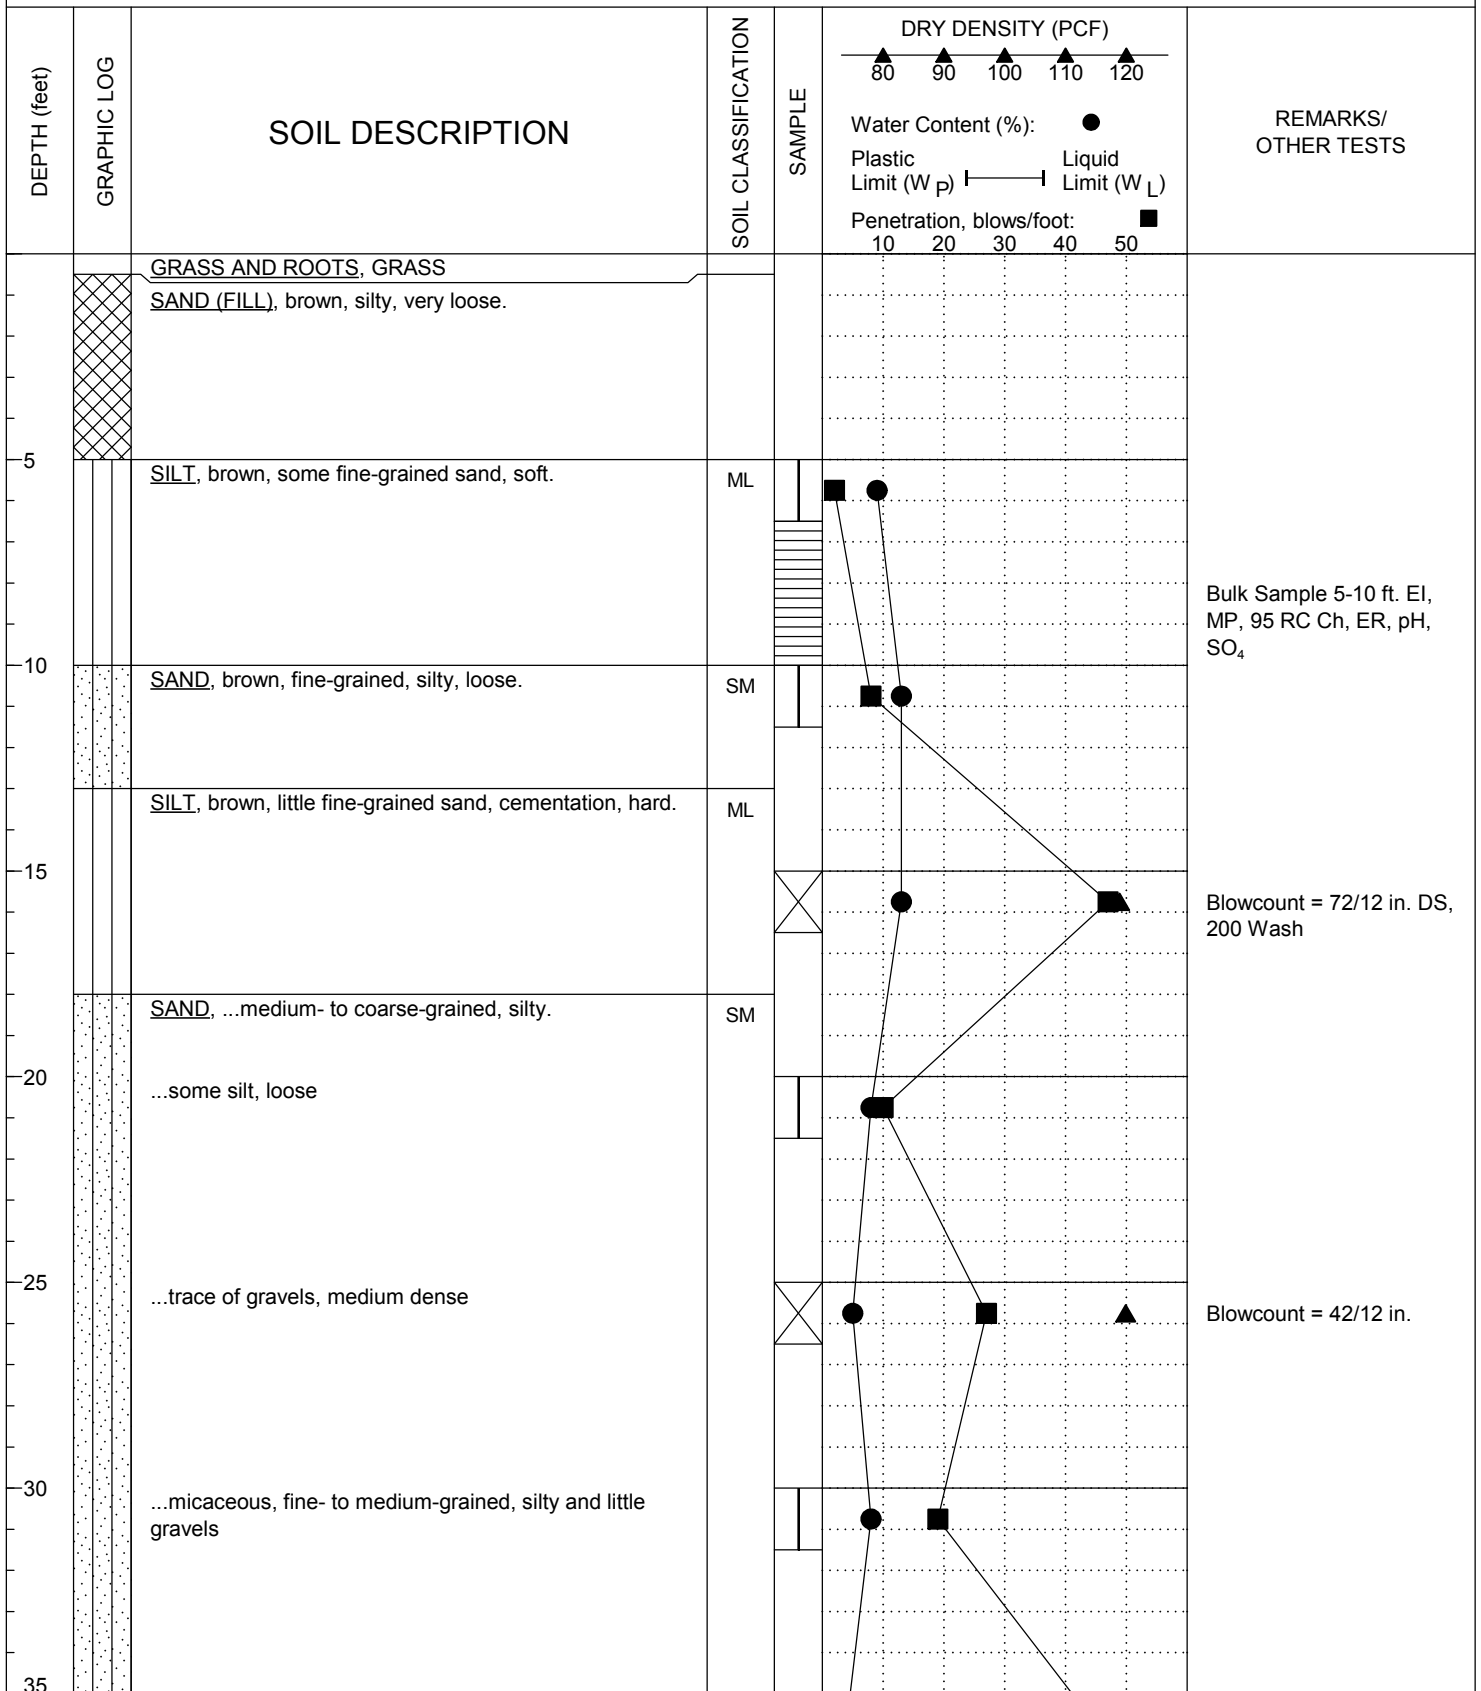 DEPTH (feet)
GRAPHIC LOG
SOIL DESCRIPTION
SOIL CLASSIFICATION
SAMPLE
DRY DENSITY (PCF)
80 90 100 110 120
Water Content (%):
Plastic
Limit (W P)
Liquid
Limit (W L)
Penetration, blows/foot:
10 20 30 40 50
REMARKS/
OTHER TESTS
GRASS AND ROOTS, GRASS
SAND (FILL), brown, silty, very loose.
5
SILT, brown, some fine-grained sand, soft.
ML
Bulk Sample 5-10 ft. EI,
MP, 95 RC Ch, ER, pH,
SO₄
10
SAND, brown, fine-grained, silty, loose.
SM
SILT, brown, little fine-grained sand, cementation, hard.
ML
15
Blowcount = 72/12 in. DS,
200 Wash
SAND, ...medium- to coarse-grained, silty.
SM
20
...some silt, loose
25
...trace of gravels, medium dense
Blowcount = 42/12 in.
30
...micaceous, fine- to medium-grained, silty and little
gravels
35